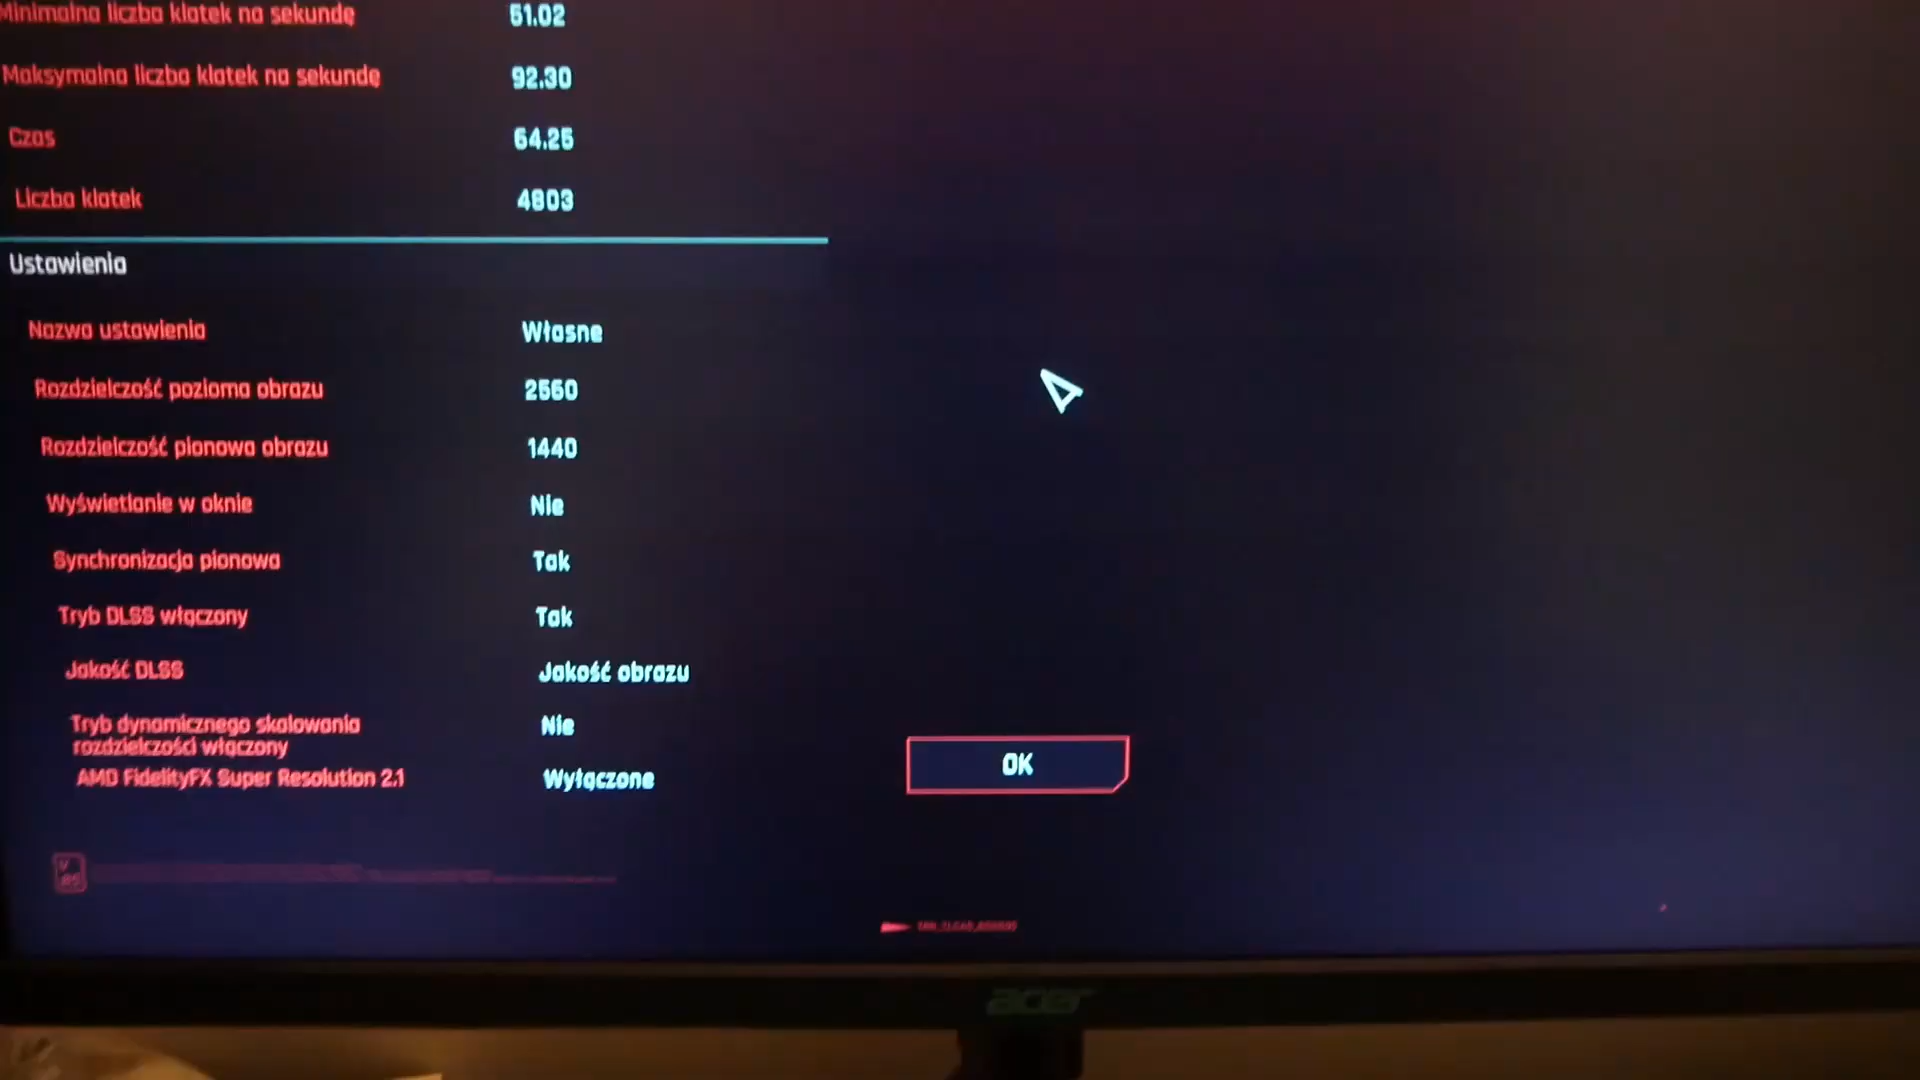 Minimalna liczba klatek na sekundę 51.02
Maksymalna liczba klatek na sekundę 92.30
Czas 64.25
Liczba klatek 4803
Ustawienia
Nazwa ustawienia Własne
Rozdzielczość pozioma obrazu 2560
Rozdzielczość pionowa obrazu 1440
Wyświetlanie w oknie Nie
Synchronizacja pionowa Tak
Tryb DLSS włączony Tak
Jakość DLSS Jakość obrazu
Tryb dynamicznego skalowania Nie
rozdzielczości włączony
AMD FidelityFX Super Resolution 2.1 Wyłączone
OK
V
85
acer